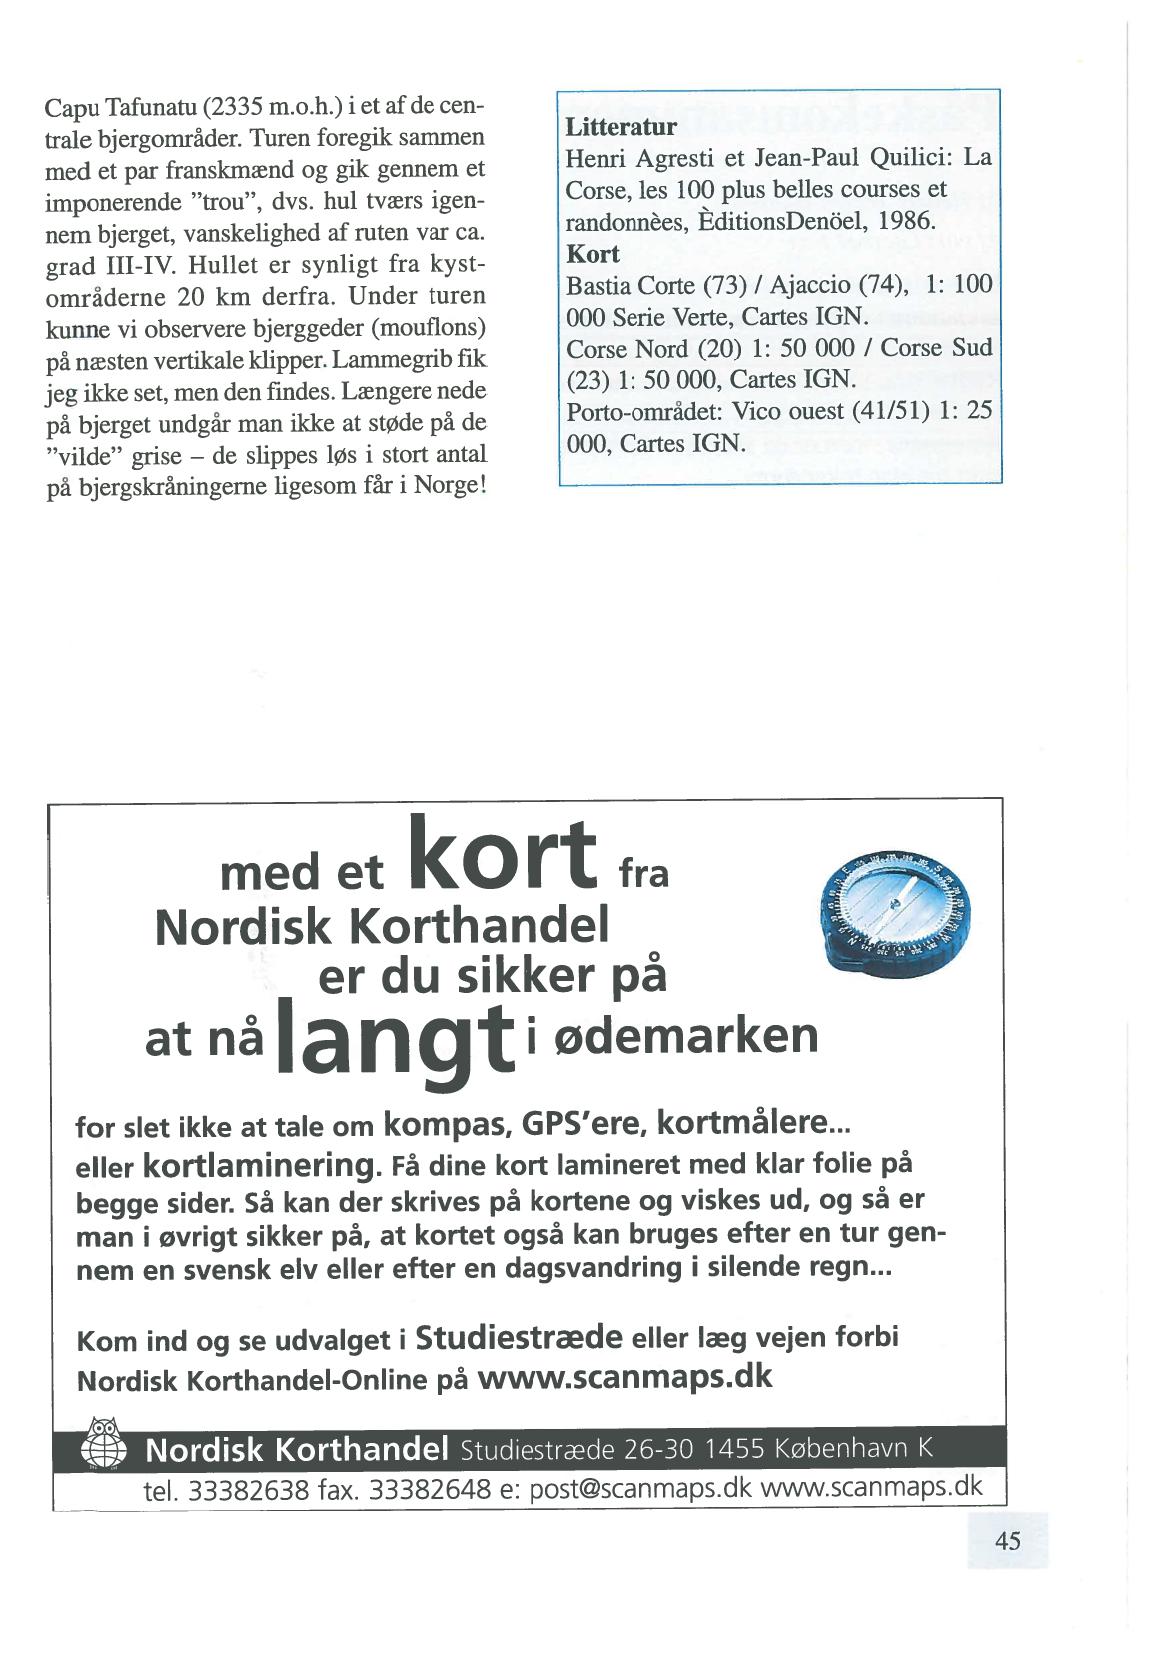 Capu Tafunatu (2335 m.o.h.) i et af de cen-
trale bjergområder. Turen foregik sammen
med et par franskmænd og gik gennem et
imponerende ”trou”, dvs. hul tværs igen-
nem bjerget, vanskelighed af ruten var ca.
grad III-IV. Hullet er synligt fra kyst-
områderne 20 km derfra. Under turen
kunne vi observere bjerggeder (mouflons)
på næsten vertikale klipper. Lammegrib fik
jeg ikke set, men den findes. Længere nede
på bjerget undgår man ikke at støde på de
”vilde” grise – de slippes løs i stort antal
på bjergskråningerne ligesom får i Norge!
Litteratur
Henri Agresti et Jean-Paul Quilici: La
Corse, les 100 plus belles courses et
randonnèes, ÈditionsDenöel, 1986.
Kort
Bastia Corte (73) / Ajaccio (74), 1: 100
000 Serie Verte, Cartes IGN.
Corse Nord (20) 1: 50 000 / Corse Sud
(23) 1: 50 000, Cartes IGN.
Porto-området: Vico ouest (41/51) 1: 25
000, Cartes IGN.
med et kort fra
Nordisk Korthandel
er du sikker på
at nå langt i ødemarken
for slet ikke at tale om kompas, GPS’ere, kortmålere...
eller kortlaminering. Få dine kort lamineret med klar folie på
begge sider. Så kan der skrives på kortene og viskes ud, og så er
man i øvrigt sikker på, at kortet også kan bruges efter en tur gen-
nem en svensk elv eller efter en dagsvandring i silende regn...
Kom ind og se udvalget i Studiestræde eller læg vejen forbi
Nordisk Korthandel-Online på www.scanmaps.dk
Nordisk Korthandel Studiestræde 26-30 1455 København K
tel. 33382638 fax. 33382648 e: post@scanmaps.dk www.scanmaps.dk
45